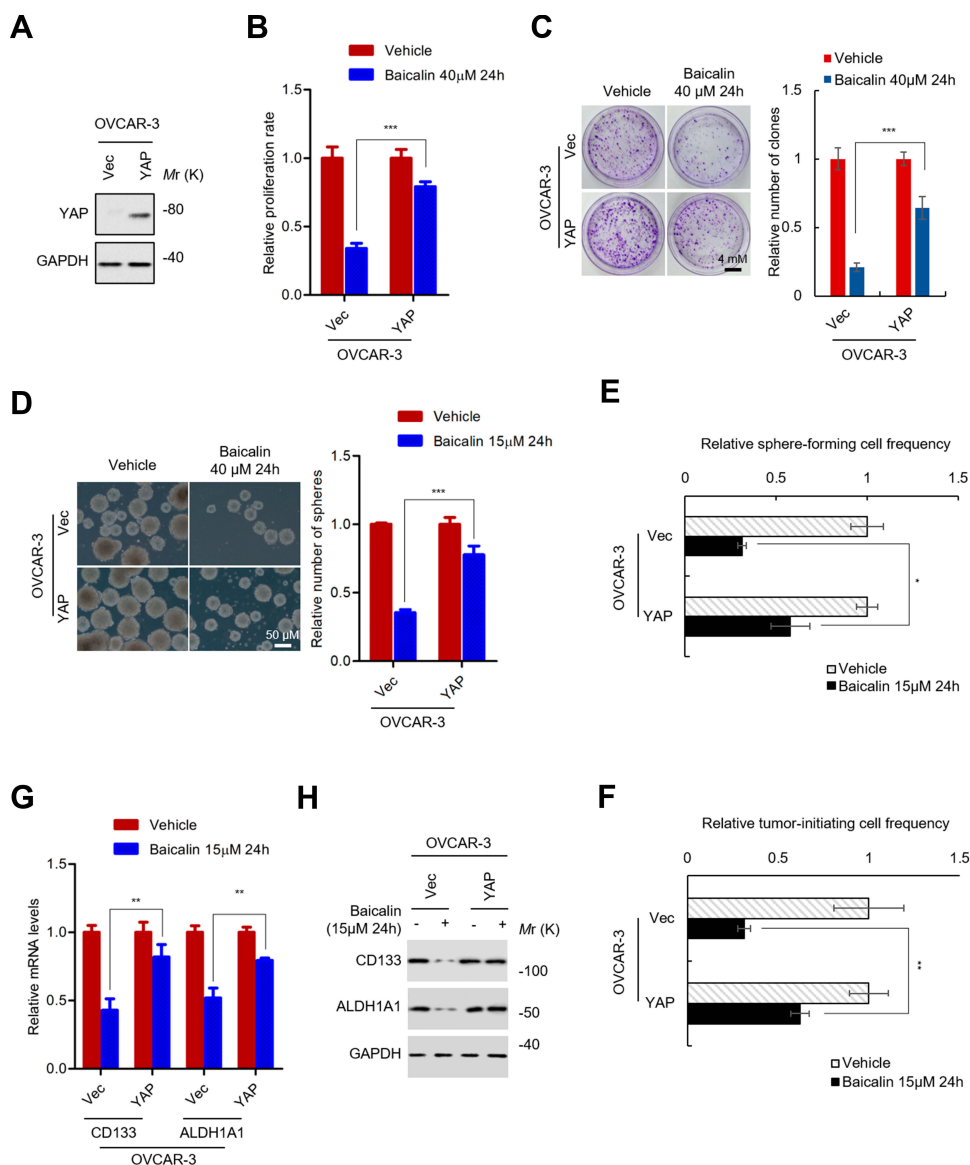 A
OVCAR-3
Vec
YAP
Mr (K)
YAP
-80
GAPDH
-40
B
Vehicle
Baicalin 40μM 24h
Relative proliferation rate
1.5
1.0
0.5
0.0
***
Vec
YAP
OVCAR-3
C
Vehicle
Baicalin
40 μM 24h
OVCAR-3
Vec
YAP
4 mM
Vehicle
Baicalin 40μM 24h
Relative number of clones
1.5
1
0.5
0
***
Vec
YAP
OVCAR-3
D
Vehicle
Baicalin
40 μM 24h
OVCAR-3
Vec
YAP
50 μM
Vehicle
Baicalin 15μM 24h
Relative number of spheres
1.5
1.0
0.5
0.0
***
Vec
YAP
OVCAR-3
E
Relative sphere-forming cell frequency
0 0.5 1 1.5
OVCAR-3
Vec
YAP
*
Vehicle
Baicalin 15μM 24h
G
Vehicle
Baicalin 15μM 24h
Relative mRNA levels
1.5
1.0
0.5
0.0
** **
Vec YAP Vec YAP
CD133 ALDH1A1
OVCAR-3
H
OVCAR-3
Vec
YAP
Baicalin
(15μM 24h) - + - + Mr (K)
CD133
-100
ALDH1A1
-50
-40
GAPDH
F
Relative tumor-initiating cell frequency
0 0.5 1 1.5
OVCAR-3
Vec
YAP
**
Vehicle
Baicalin 15μM 24h